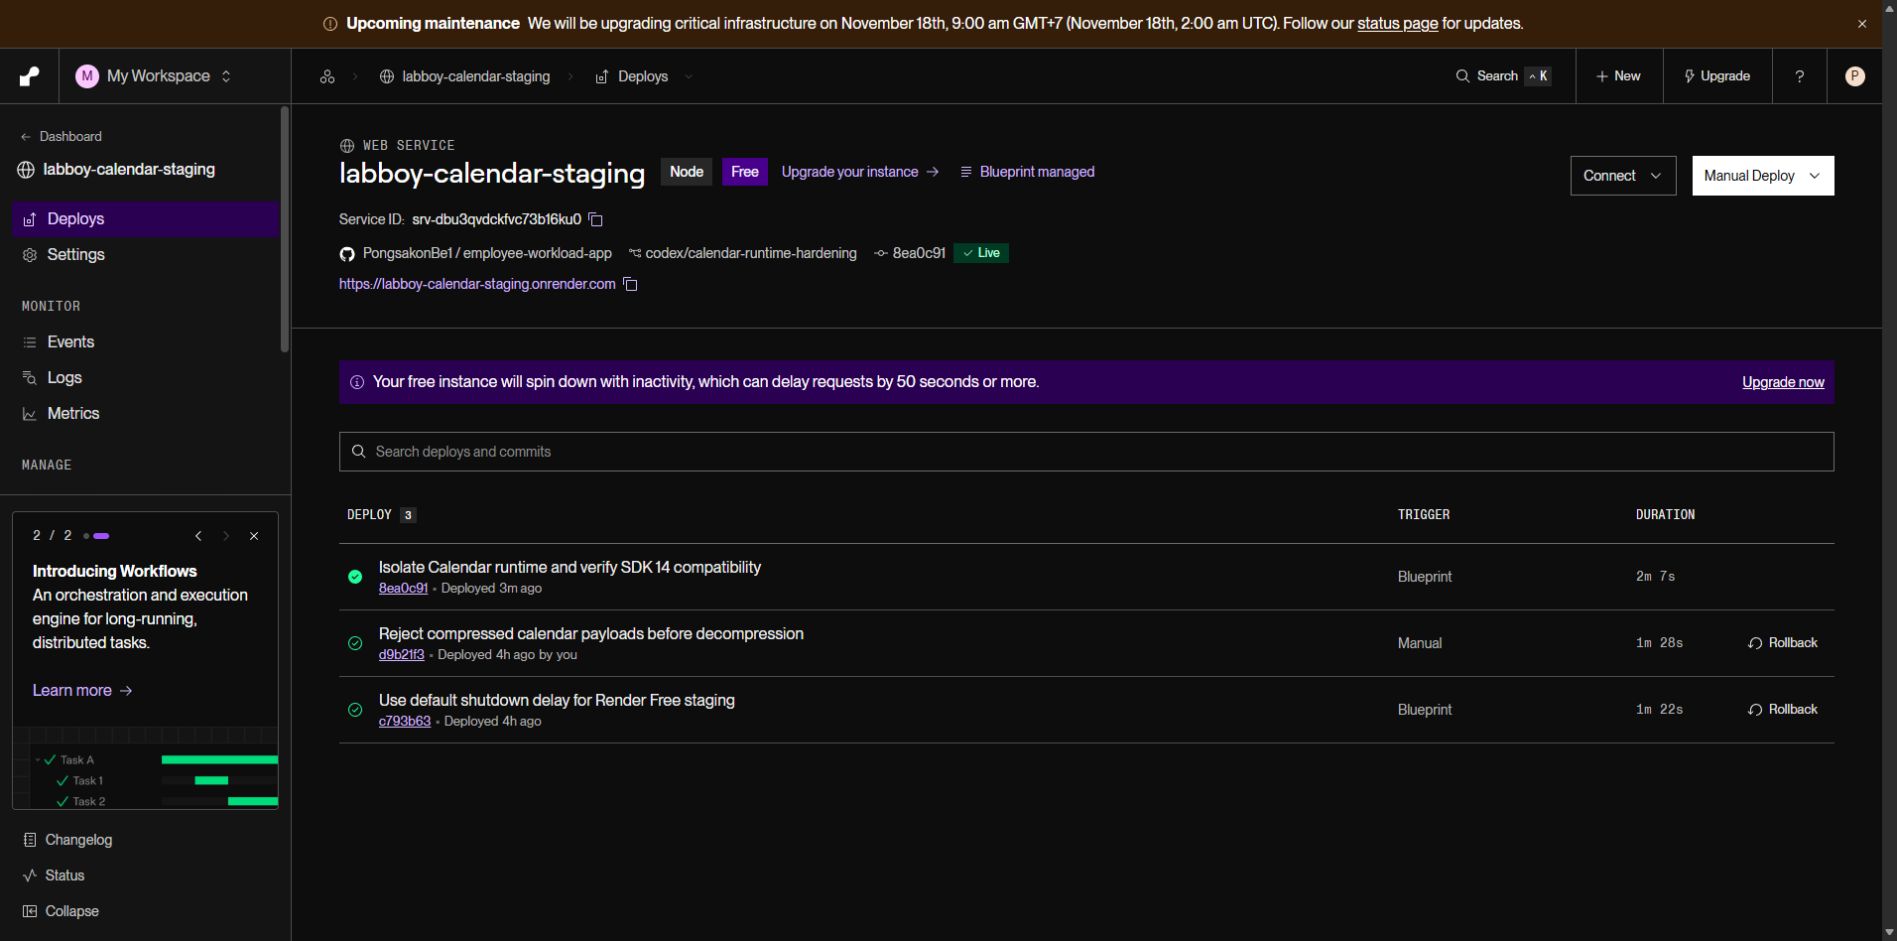 Upcoming maintenance We will be upgrading critical infrastructure on November 18th, 9:00 am GMT+7 (November 18th, 2:00 am UTC). Follow our status page for updates.
M My Workspace
labboy-calendar-staging
Deploys
Search ^ K
+ New
Upgrade
?
P
← Dashboard
labboy-calendar-staging
Deploys
Settings
MONITOR
Events
Logs
Metrics
MANAGE
2 / 2
Introducing Workflows
An orchestration and execution
engine for long-running,
distributed tasks.
Learn more →
Task A
Task 1
Task 2
Changelog
Status
Collapse
WEB SERVICE
labboy-calendar-staging Node Free Upgrade your instance → Blueprint managed
Connect
Manual Deploy
Service ID: srv-dbu3qvdckfvc73b16ku0
PongsakonBe1 / employee-workload-app codex/calendar-runtime-hardening 8ea0c91 Live
https://labboy-calendar-staging.onrender.com
Your free instance will spin down with inactivity, which can delay requests by 50 seconds or more. Upgrade now
Search deploys and commits
DEPLOY 3 TRIGGER DURATION
Isolate Calendar runtime and verify SDK 14 compatibility
8ea0c91 • Deployed 3m ago
Blueprint
2m 7s
Reject compressed calendar payloads before decompression
d9b21f3 • Deployed 4h ago by you
Manual
1m 28s
Rollback
Use default shutdown delay for Render Free staging
c793b63 • Deployed 4h ago
Blueprint
1m 22s
Rollback